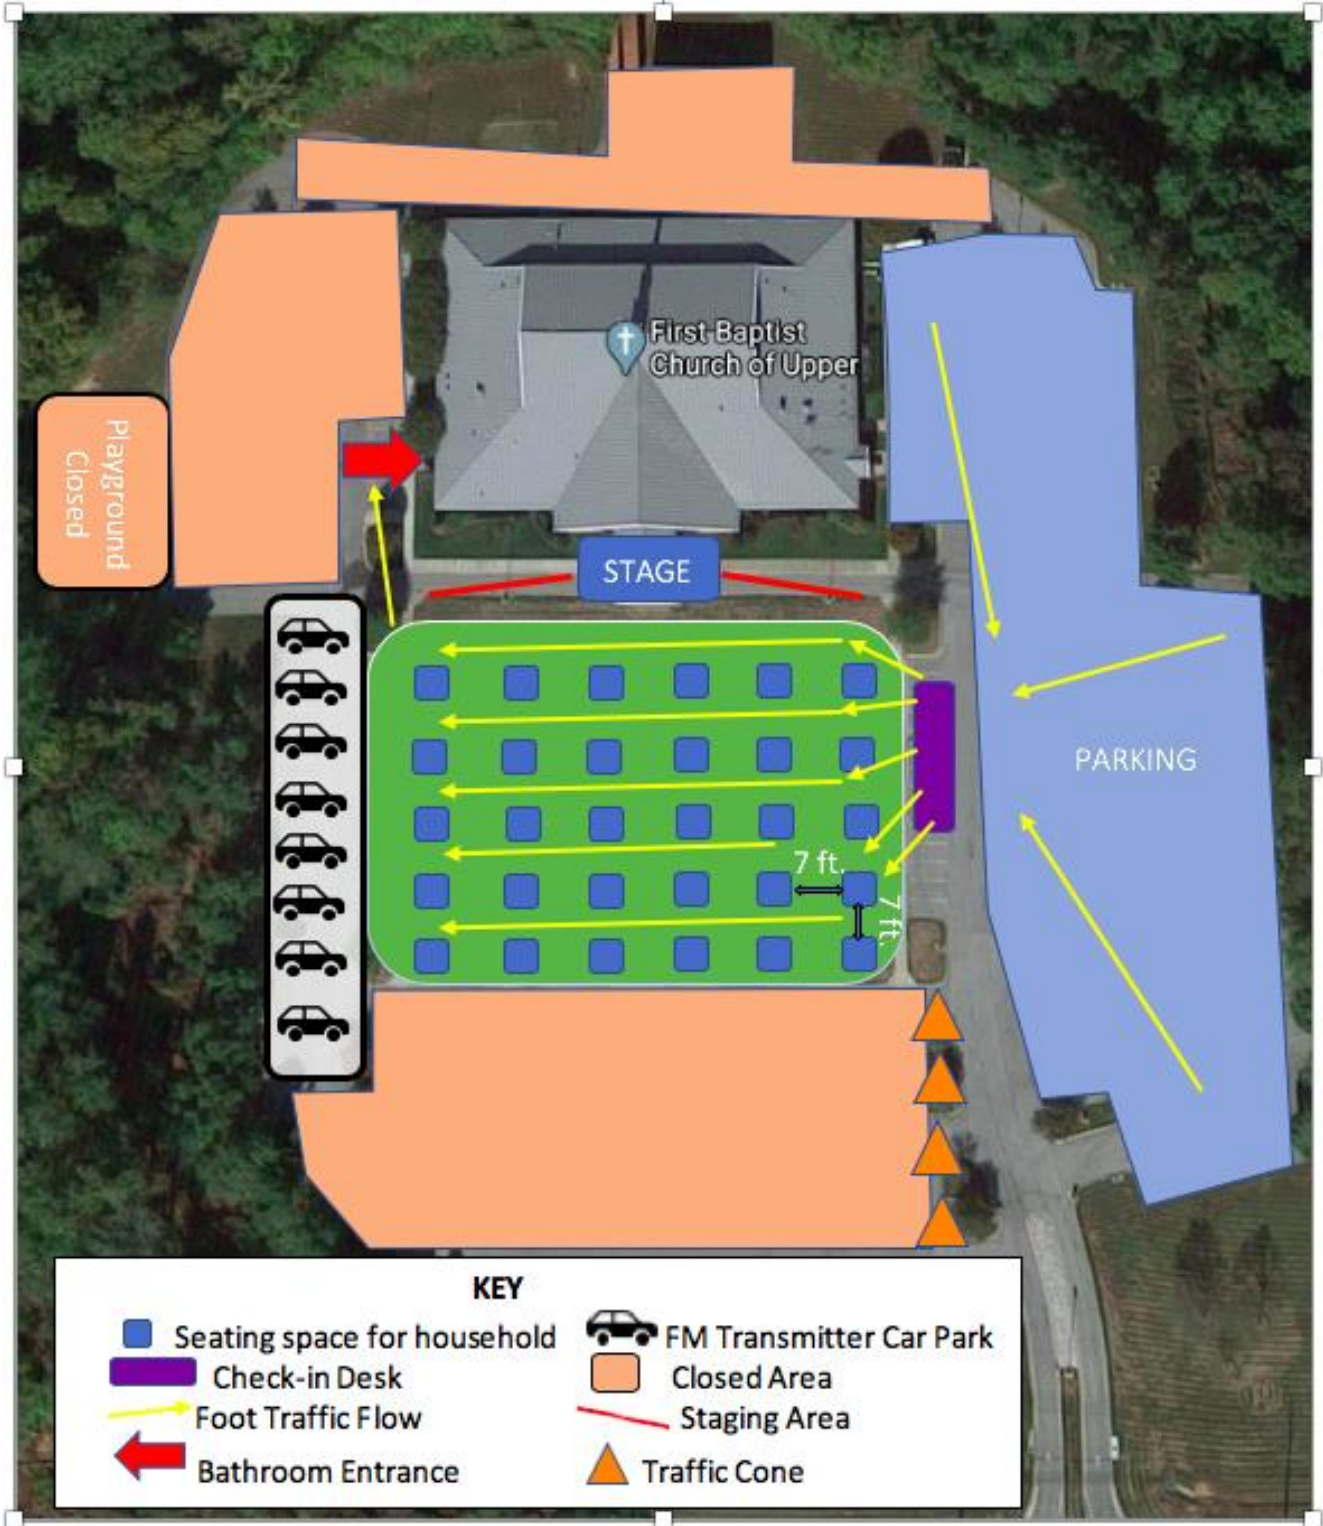 First Baptist
Church of Upper
Playground
Closed
STAGE
PARKING
7 ft.
7 ft.
KEY
Seating space for household
FM Transmitter Car Park
Check-in Desk
Closed Area
Foot Traffic Flow
Staging Area
Bathroom Entrance
Traffic Cone